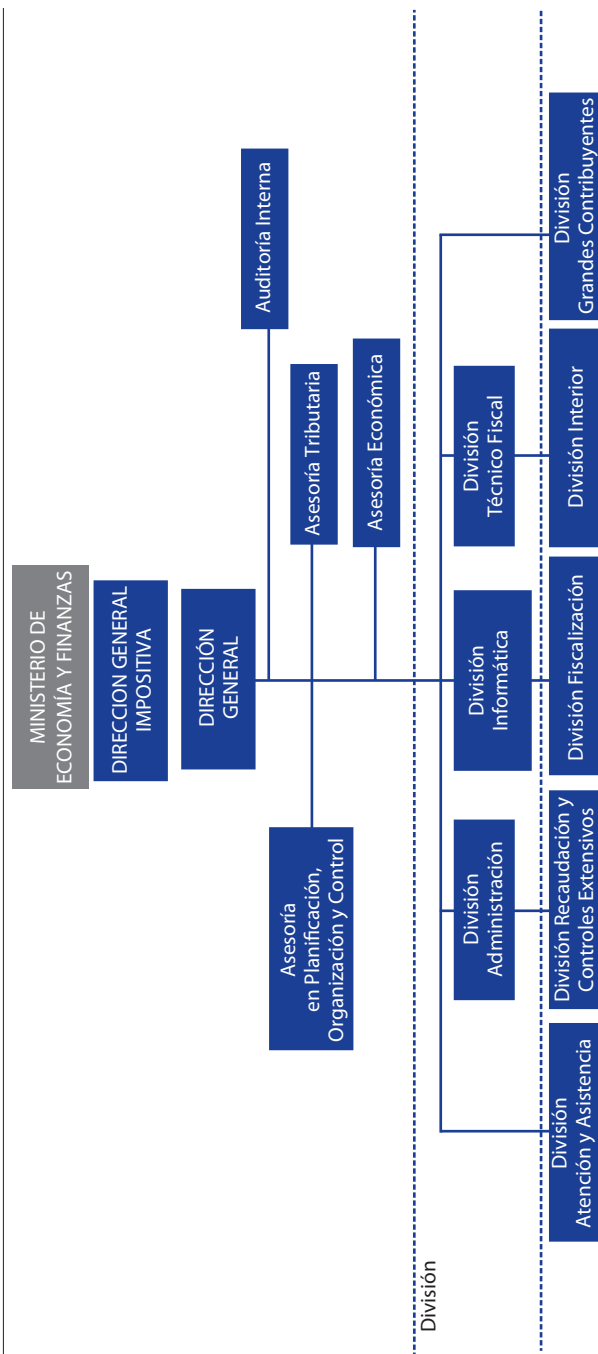 MINISTERIO DE
ECONOMÍA Y FINANZAS
DIRECCION GENERAL
IMPOSITIVA
DIRECCIÓN
GENERAL
Auditoría Interna
Asesoría
en Planificación,
Organización y Control
Asesoría Tributaria
Asesoría Económica
División
División
Administración
División
Informática
División
Técnico Fiscal
División
Atención y Asistencia
División Recaudación y
Controles Extensivos
División Fiscalización
División Interior
División
Grandes Contribuyentes